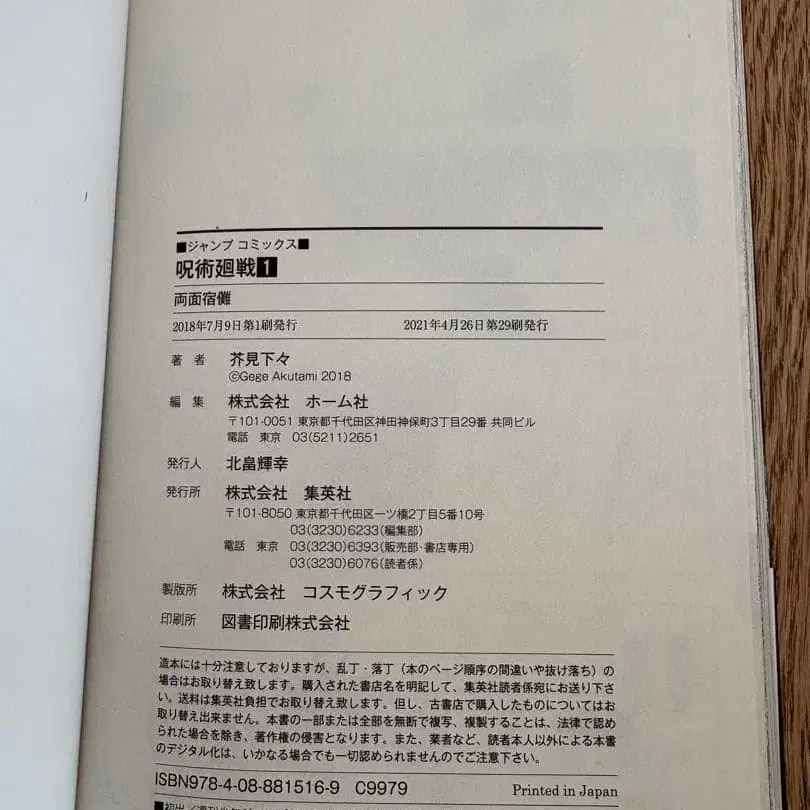 ■ジャンプ コミックス■
呪術廻戦1
両面宿儺
2018年7月9日第1刷発行 2021年4月26日第29刷発行
著 者 芥見下々
©Gege Akutami 2018
編 集 株式会社 ホーム社
〒101-0051 東京都千代田区神田神保町3丁目29番 共同ビル
電話 東京 03(5211)2651
発行人 北畠輝幸
発行所 株式会社 集英社
〒101-8050 東京都千代田区一ツ橋2丁目5番10号
03(3230)6233(編集部)
電話 東京 03(3230)6393(販売部・書店専用)
03(3230)6076(読者係)
製版所 株式会社 コスモグラフィック
印刷所 図書印刷株式会社
造本には十分注意しておりますが、乱丁・落丁（本のページ順序の間違いや抜け落ち）の
場合はお取り替え致します。購入された書店名を明記して、集英社読者係宛にお送り下さ
い。送料は集英社負担でお取り替え致します。但し、古書店で購入したものについてはお
取り替え出来ません。本書の一部または全部を無断で複写、複製することは、法律で認め
られた場合を除き、著作権の侵害となります。また、業者など、読者本人以外による本書
のデジタル化は、いかなる場合でも一切認められませんのでご注意下さい。
ISBN978-4-08-881516-9 C9979 Printed in Japan